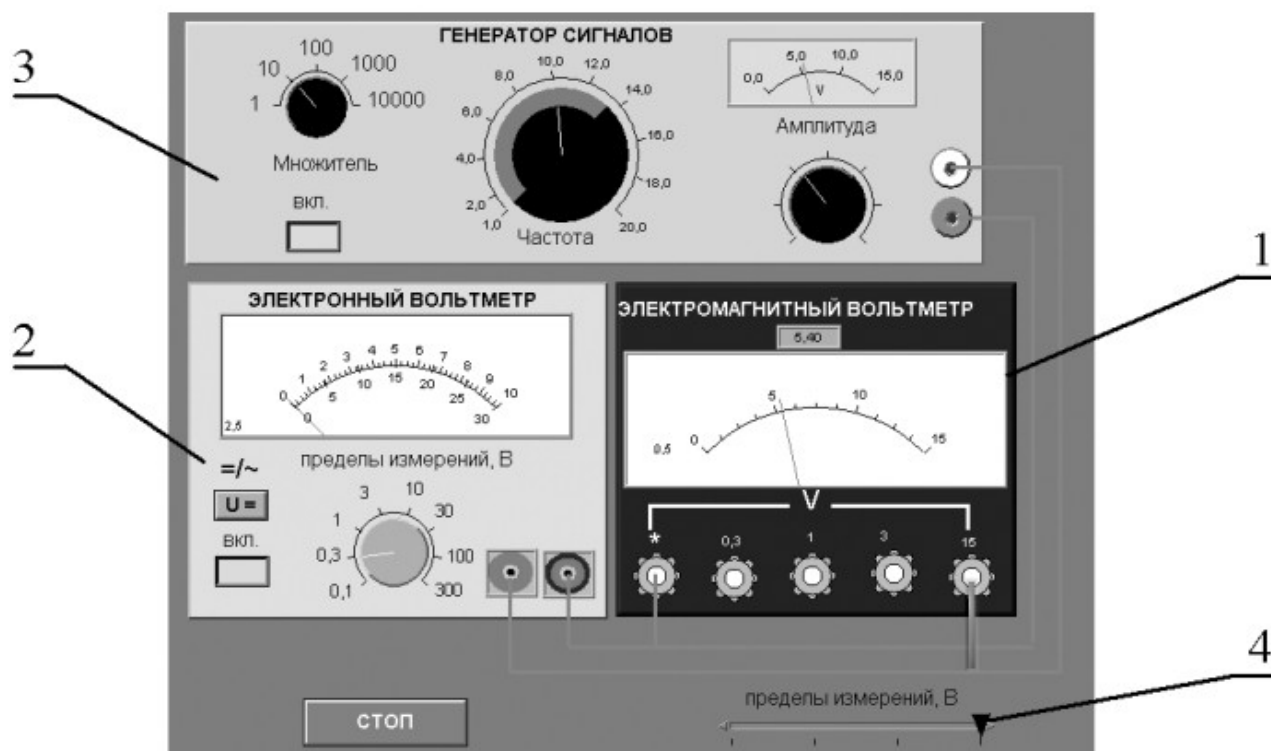 ГЕНЕРАТОР СИГНАЛОВ
1 10 100 1000 10000
Множитель
вкл.
1,0 2,0 4,0 6,0 8,0 10,0 12,0 14,0 16,0 18,0 20,0
Частота
0,0 5,0 10,0 15,0
V
Амплитуда
3
1
ЭЛЕКТРОННЫЙ ВОЛЬТМЕТР
0 1 2 3 4 5 6 7 8 9 10
0 5 10 15 20 25 30
2,5
2
=/~
U =
вкл.
пределы измерений, В
0,1 0,3 1 3 10 30 100 300
ЭЛЕКТРОМАГНИТНЫЙ ВОЛЬТМЕТР
5,40
0 5 10 15
0,5
V
* 0,3 1 3 15
4
СТОП
пределы измерений, В